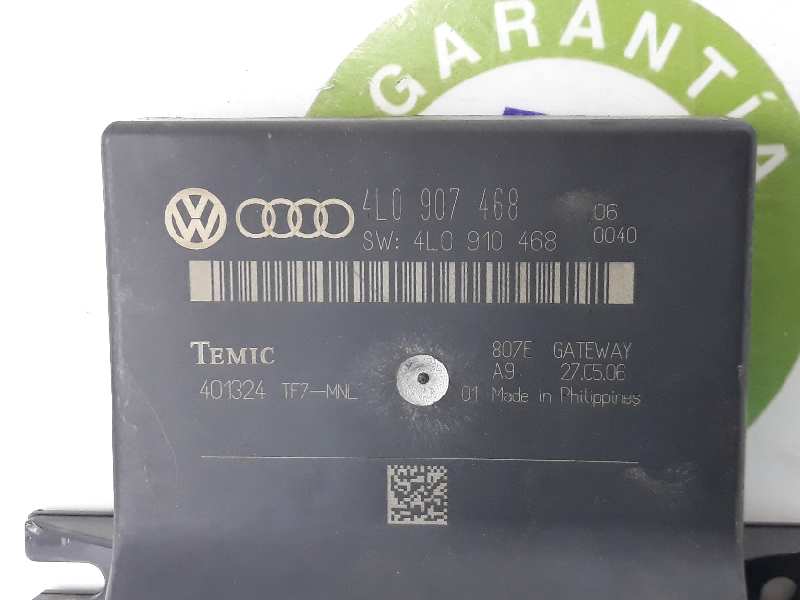 GARANTÍA
4L0 907 468 .06
SW: 4L0 910 468 0040
TEMIC
807E GATEWAY
A9 27.05.06
401324 TF7-MNL 01 Made in Philippines